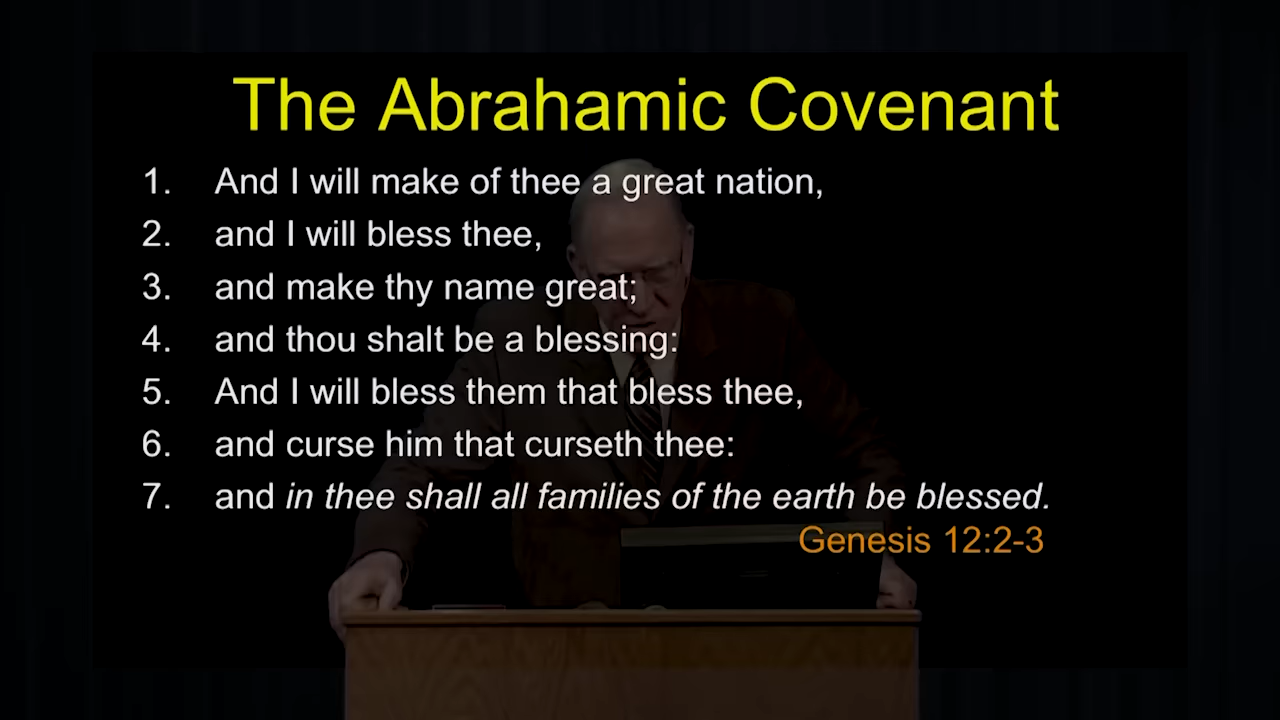 The Abrahamic Covenant
1. And I will make of thee a great nation,
2. and I will bless thee,
3. and make thy name great;
4. and thou shalt be a blessing:
5. And I will bless them that bless thee,
6. and curse him that curseth thee:
7. and in thee shall all families of the earth be blessed.
Genesis 12:2-3